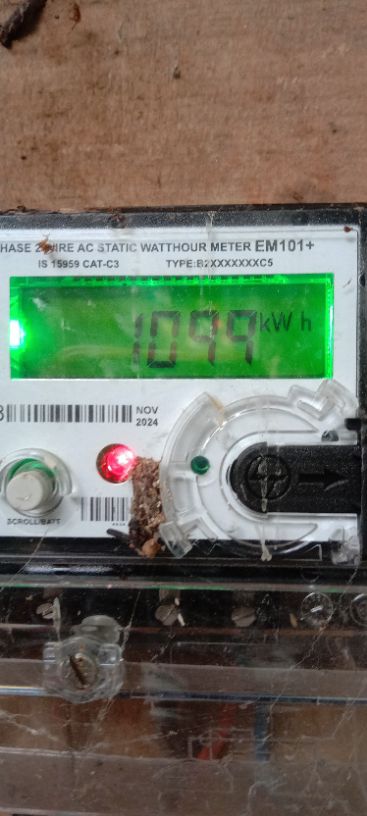 HASE 2 WIRE AC STATIC WATTHOUR METER EM101+
IS 15959 CAT-C3 TYPE:B2XXXXXXXC5
1099 kWh
NOV
2024
SCROLL/BATT